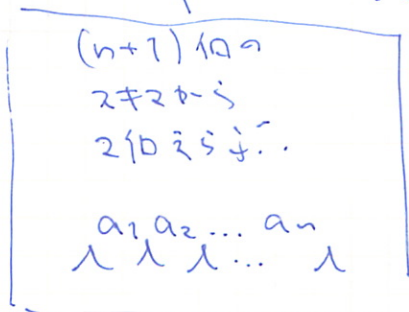 (n+1)個の
スキマから
2個えらぶ.
a₁ a₂ ... aₙ
∧ ∧ ∧ ... ∧